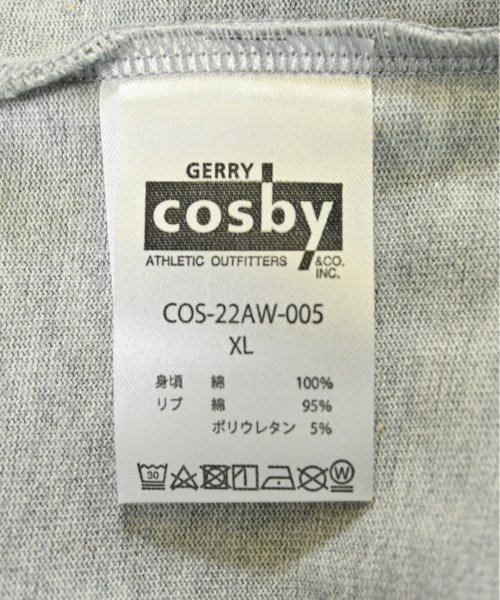 GERRY
cosby
ATHLETIC OUTFITTERS &CO. INC.
COS-22AW-005
XL
身頃 綿 100%
リブ 綿 95%
ポリウレタン 5%
30 W